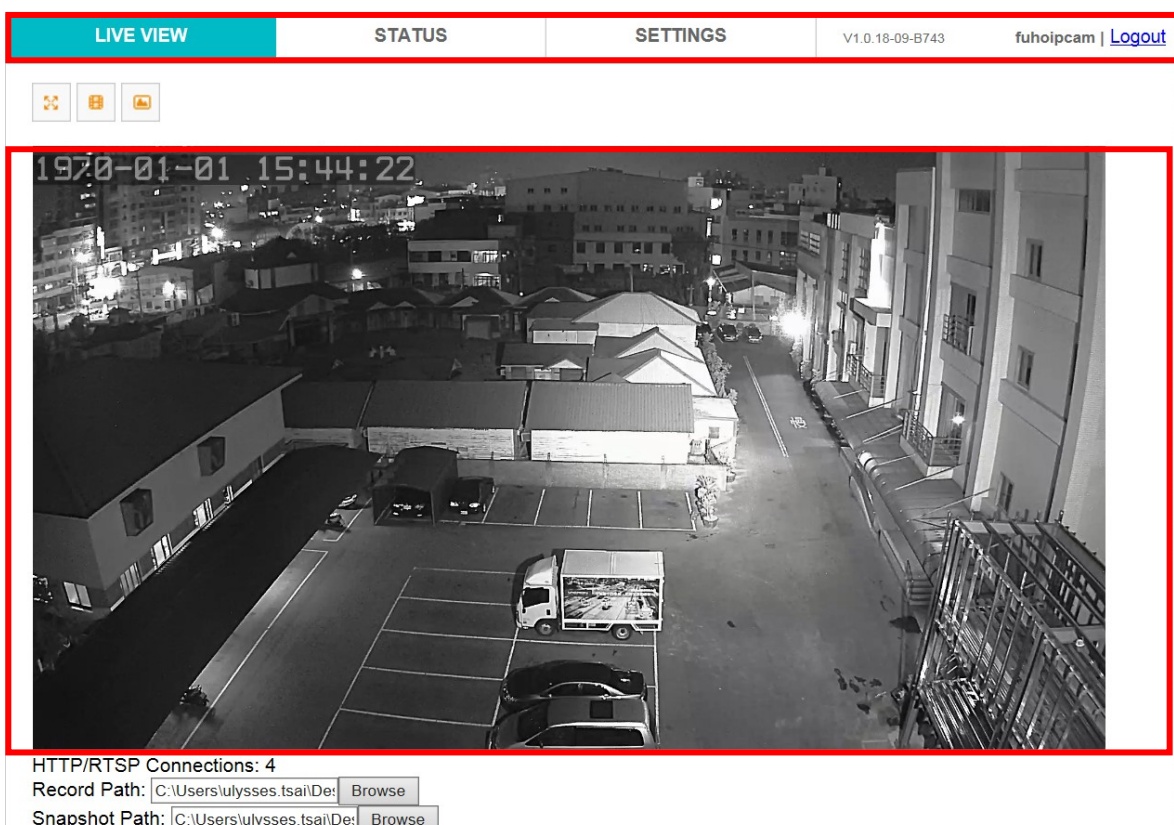 LIVE VIEW STATUS SETTINGS V1.0.18-09-B743 fuhoipcam | Logout
1970-01-01 15:44:22
HTTP/RTSP Connections: 4
Record Path: C:\Users\ulysses.tsai\De Browse
Snapshot Path: C:\Users\ulysses.tsai\De Browse